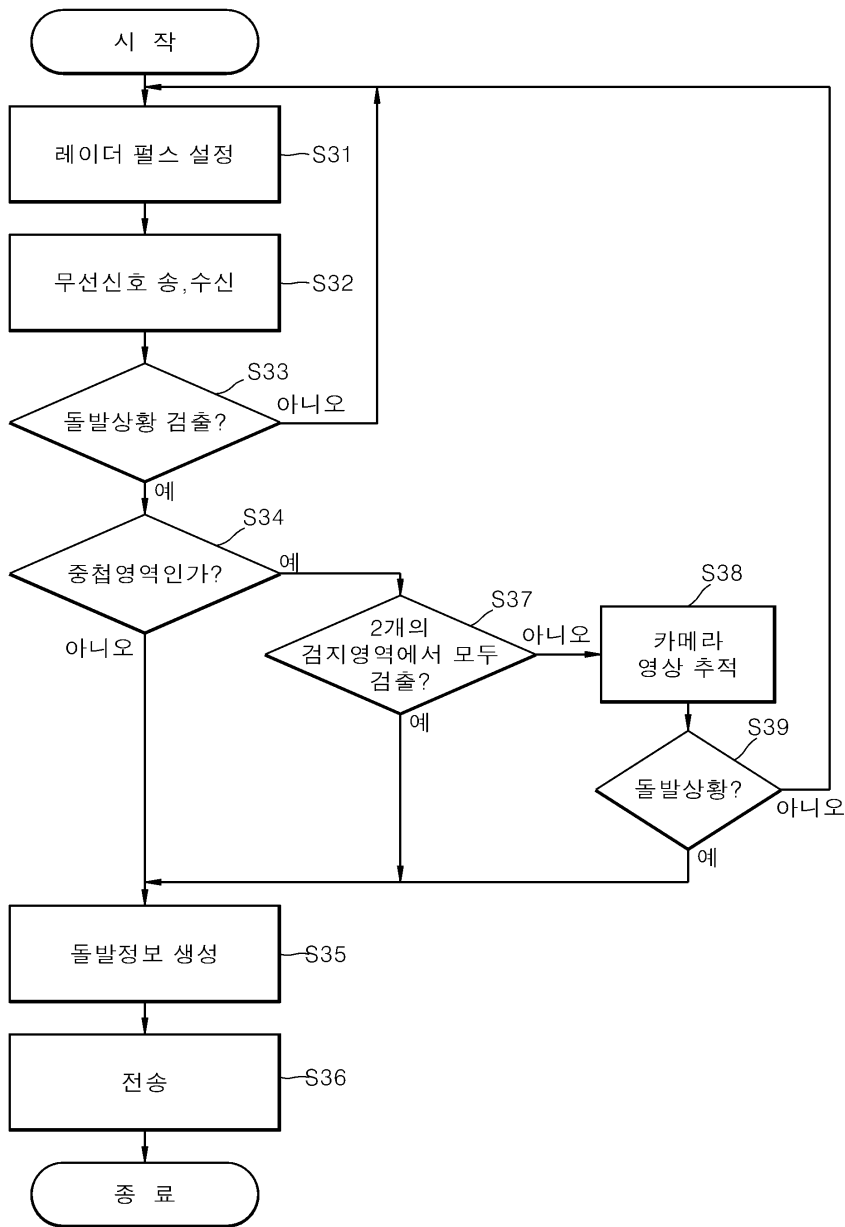 시 작
레이더 펄스 설정
S31
무선신호 송,수신
S32
S33
돌발상황 검출?
아니오
예
S34
중첩영역인가?
예
아니오
S37
2개의
검지영역에서 모두
검출?
아니오
예
S38
카메라
영상 추적
S39
돌발상황?
아니오
예
돌발정보 생성
S35
전송
S36
종 료